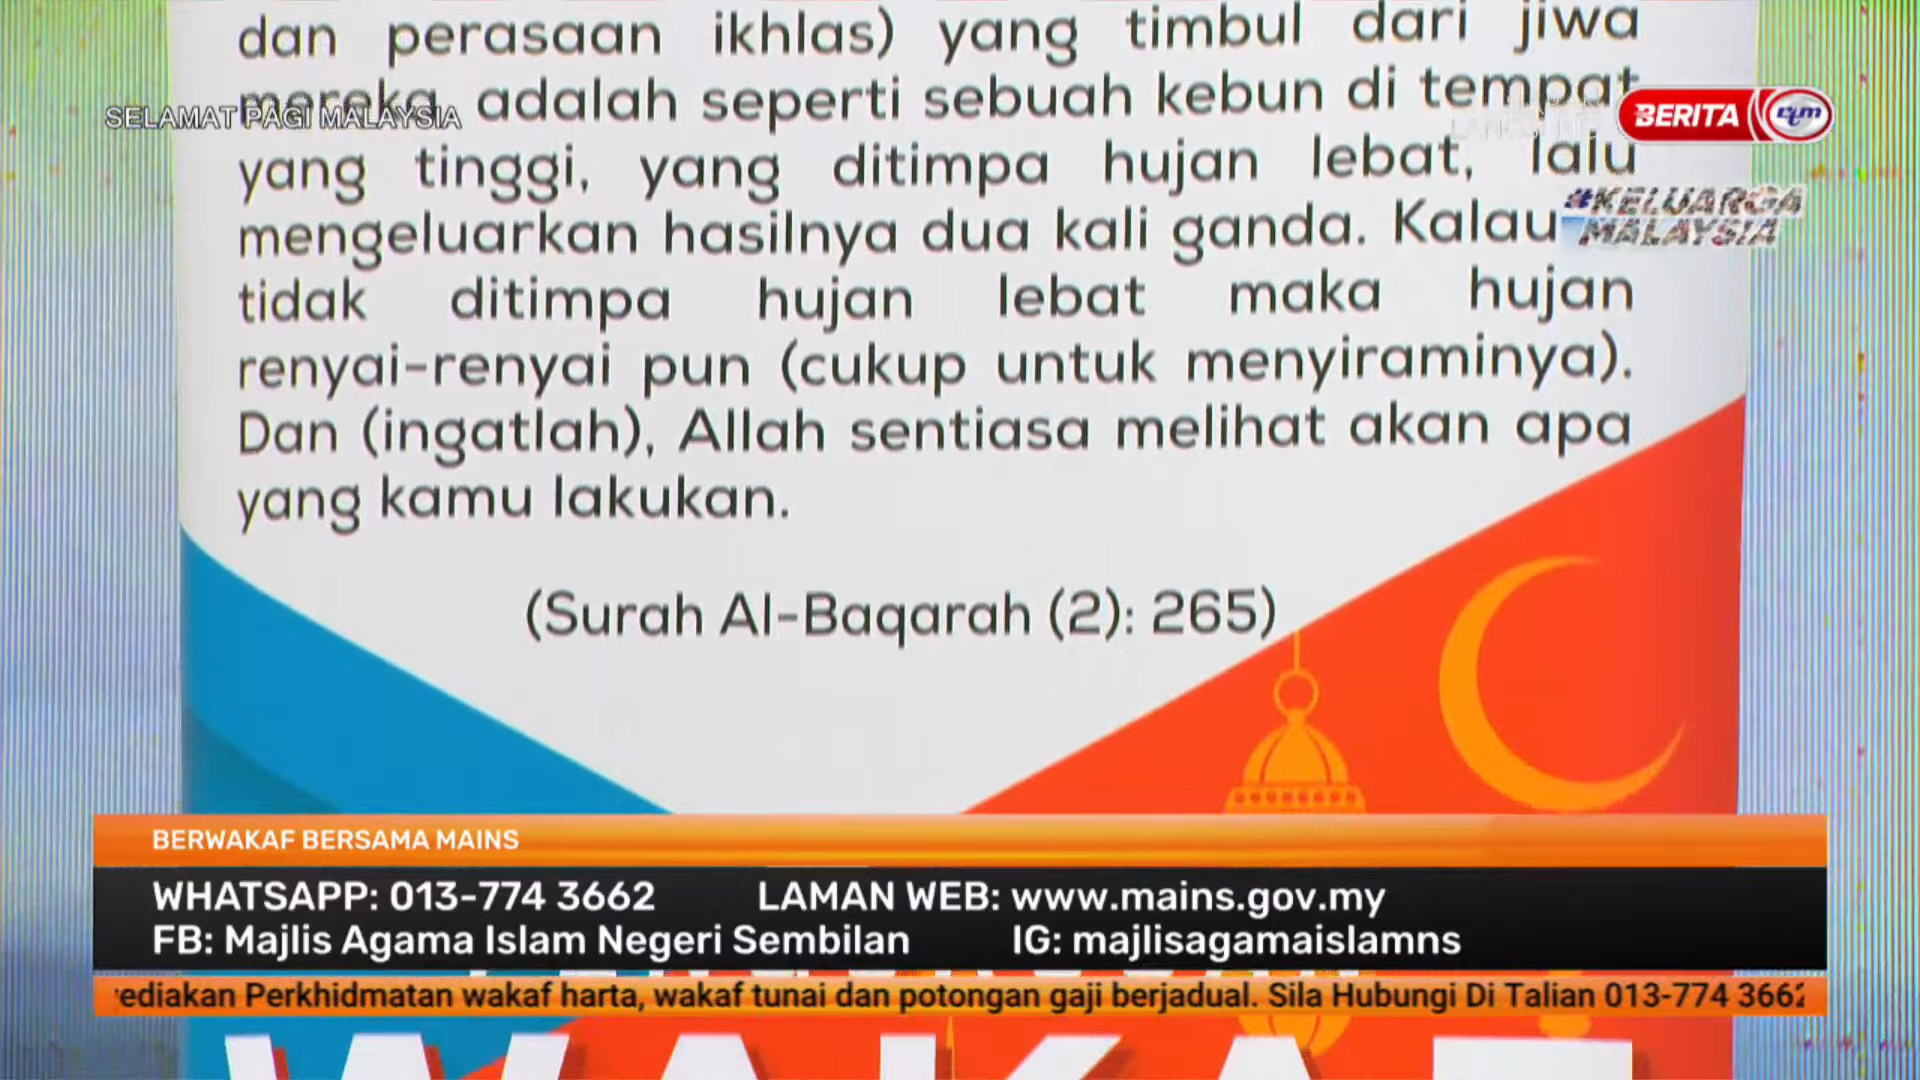 dan perasaan ikhlas) yang timbul dari jiwa
mereka, adalah seperti sebuah kebun di tempat
SELAMAT PAGI MALAYSIA
BERITA rtm
yang tinggi, yang ditimpa hujan lebat, lalu
#KELUARGA
MALAYSIA
mengeluarkan hasilnya dua kali ganda. Kalau
tidak ditimpa hujan lebat maka hujan
renyai-renyai pun (cukup untuk menyiraminya).
Dan (ingatlah), Allah sentiasa melihat akan apa
yang kamu lakukan.
(Surah Al-Baqarah (2): 265)
BERWAKAF BERSAMA MAINS
WHATSAPP: 013-774 3662 LAMAN WEB: www.mains.gov.my
FB: Majlis Agama Islam Negeri Sembilan IG: majlisagamaislamns
ediakan Perkhidmatan wakaf harta, wakaf tunai dan potongan gaji berjadual. Sila Hubungi Di Talian 013-774 3662
WAKAF